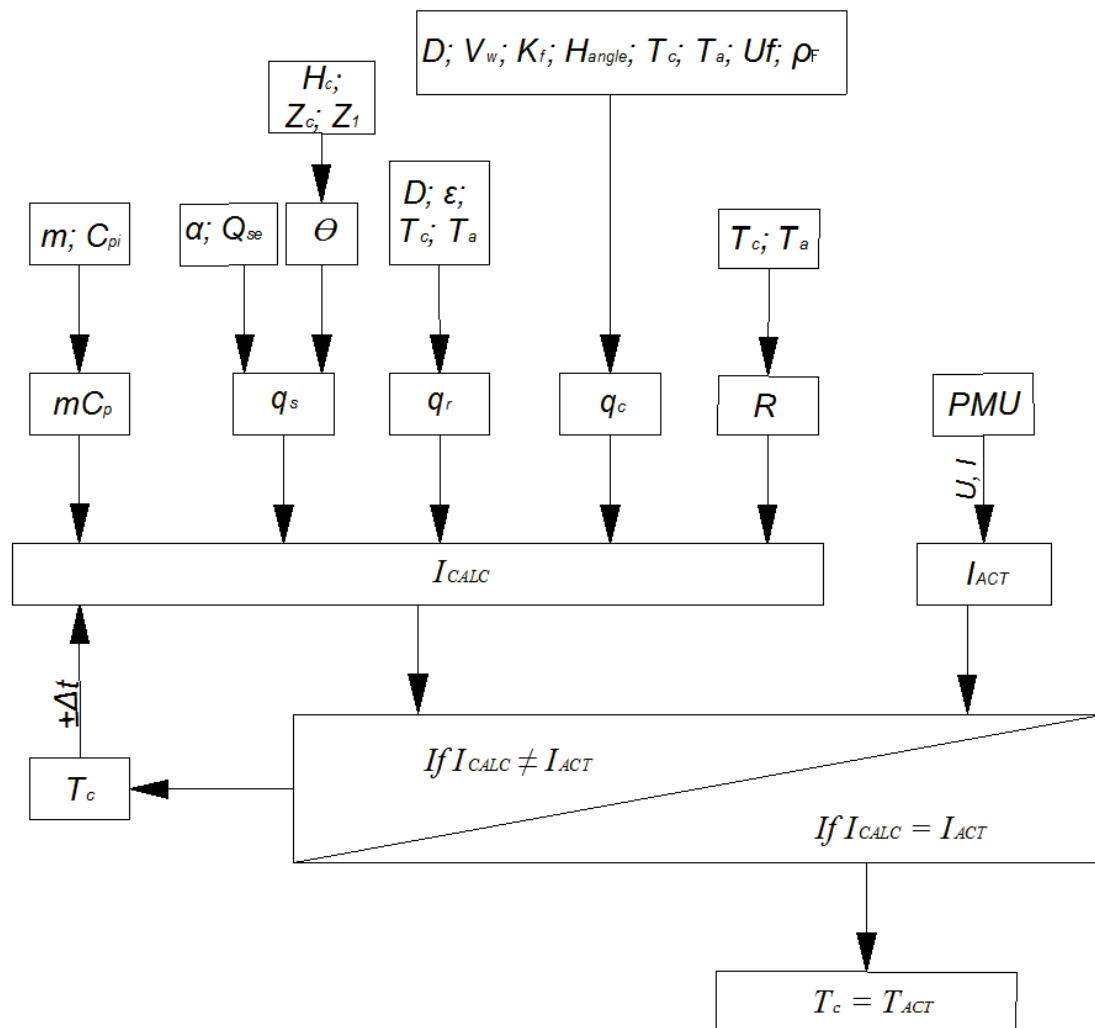 D; Vw; Kf; Hangle; Tc; Ta; Uf; ρF
Hc;
Zc; Z1
D; ε;
Tc; Ta
m; Cpi
α; Qse
Θ
Tc; Ta
mCp
qs
qr
qc
R
PMU
U, I
ICALC
IACT
±Δt
If ICALC ≠ IACT
Tc
If ICALC = IACT
Tc = TACT